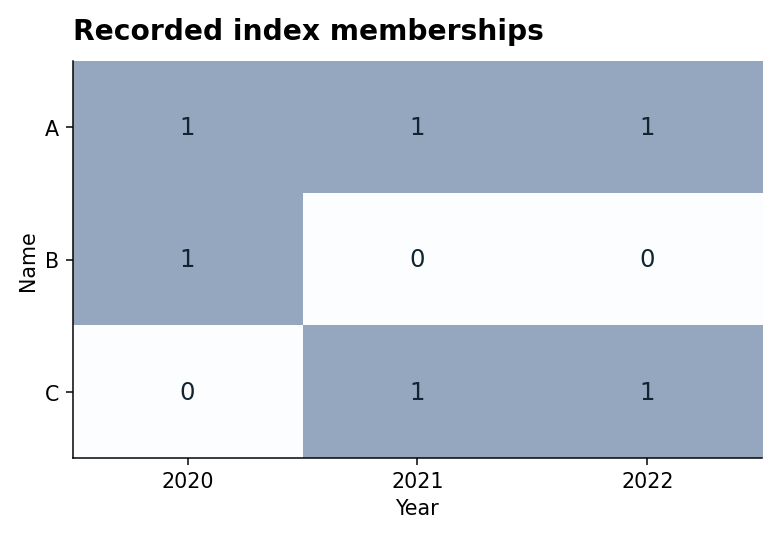 Recorded index memberships
A 1 1 1
Name
B 1 0 0
C 0 1 1
2020 2021 2022
Year